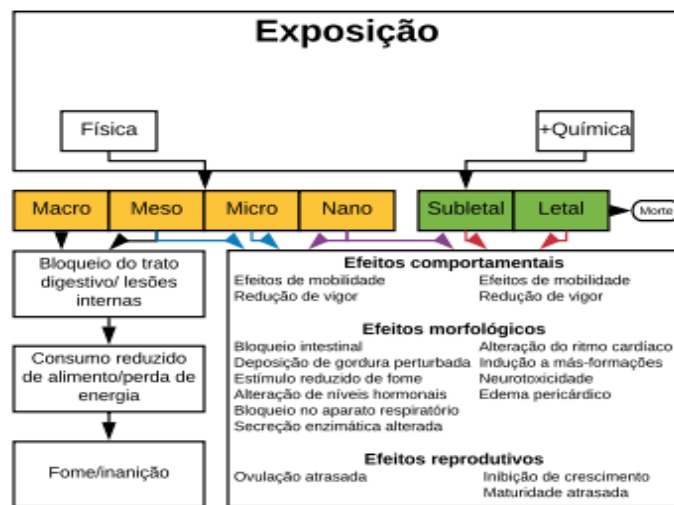 Exposição
Física
+Química
Macro
Meso
Micro
Nano
Subletal
Letal
Morte
Bloqueio do trato
digestivo/ lesões
internas
Consumo reduzido
de alimento/perda de
energia
Fome/inanição
Efeitos comportamentais
Efeitos de mobilidade
Redução de vigor
Efeitos de mobilidade
Redução de vigor
Efeitos morfológicos
Bloqueio intestinal
Deposição de gordura perturbada
Estímulo reduzido de fome
Alteração de níveis hormonais
Bloqueio no aparato respiratório
Secreção enzimática alterada
Alteração do ritmo cardíaco
Indução a más-formações
Neurotoxicidade
Edema pericárdico
Efeitos reprodutivos
Ovulação atrasada
Inibição de crescimento
Maturidade atrasada